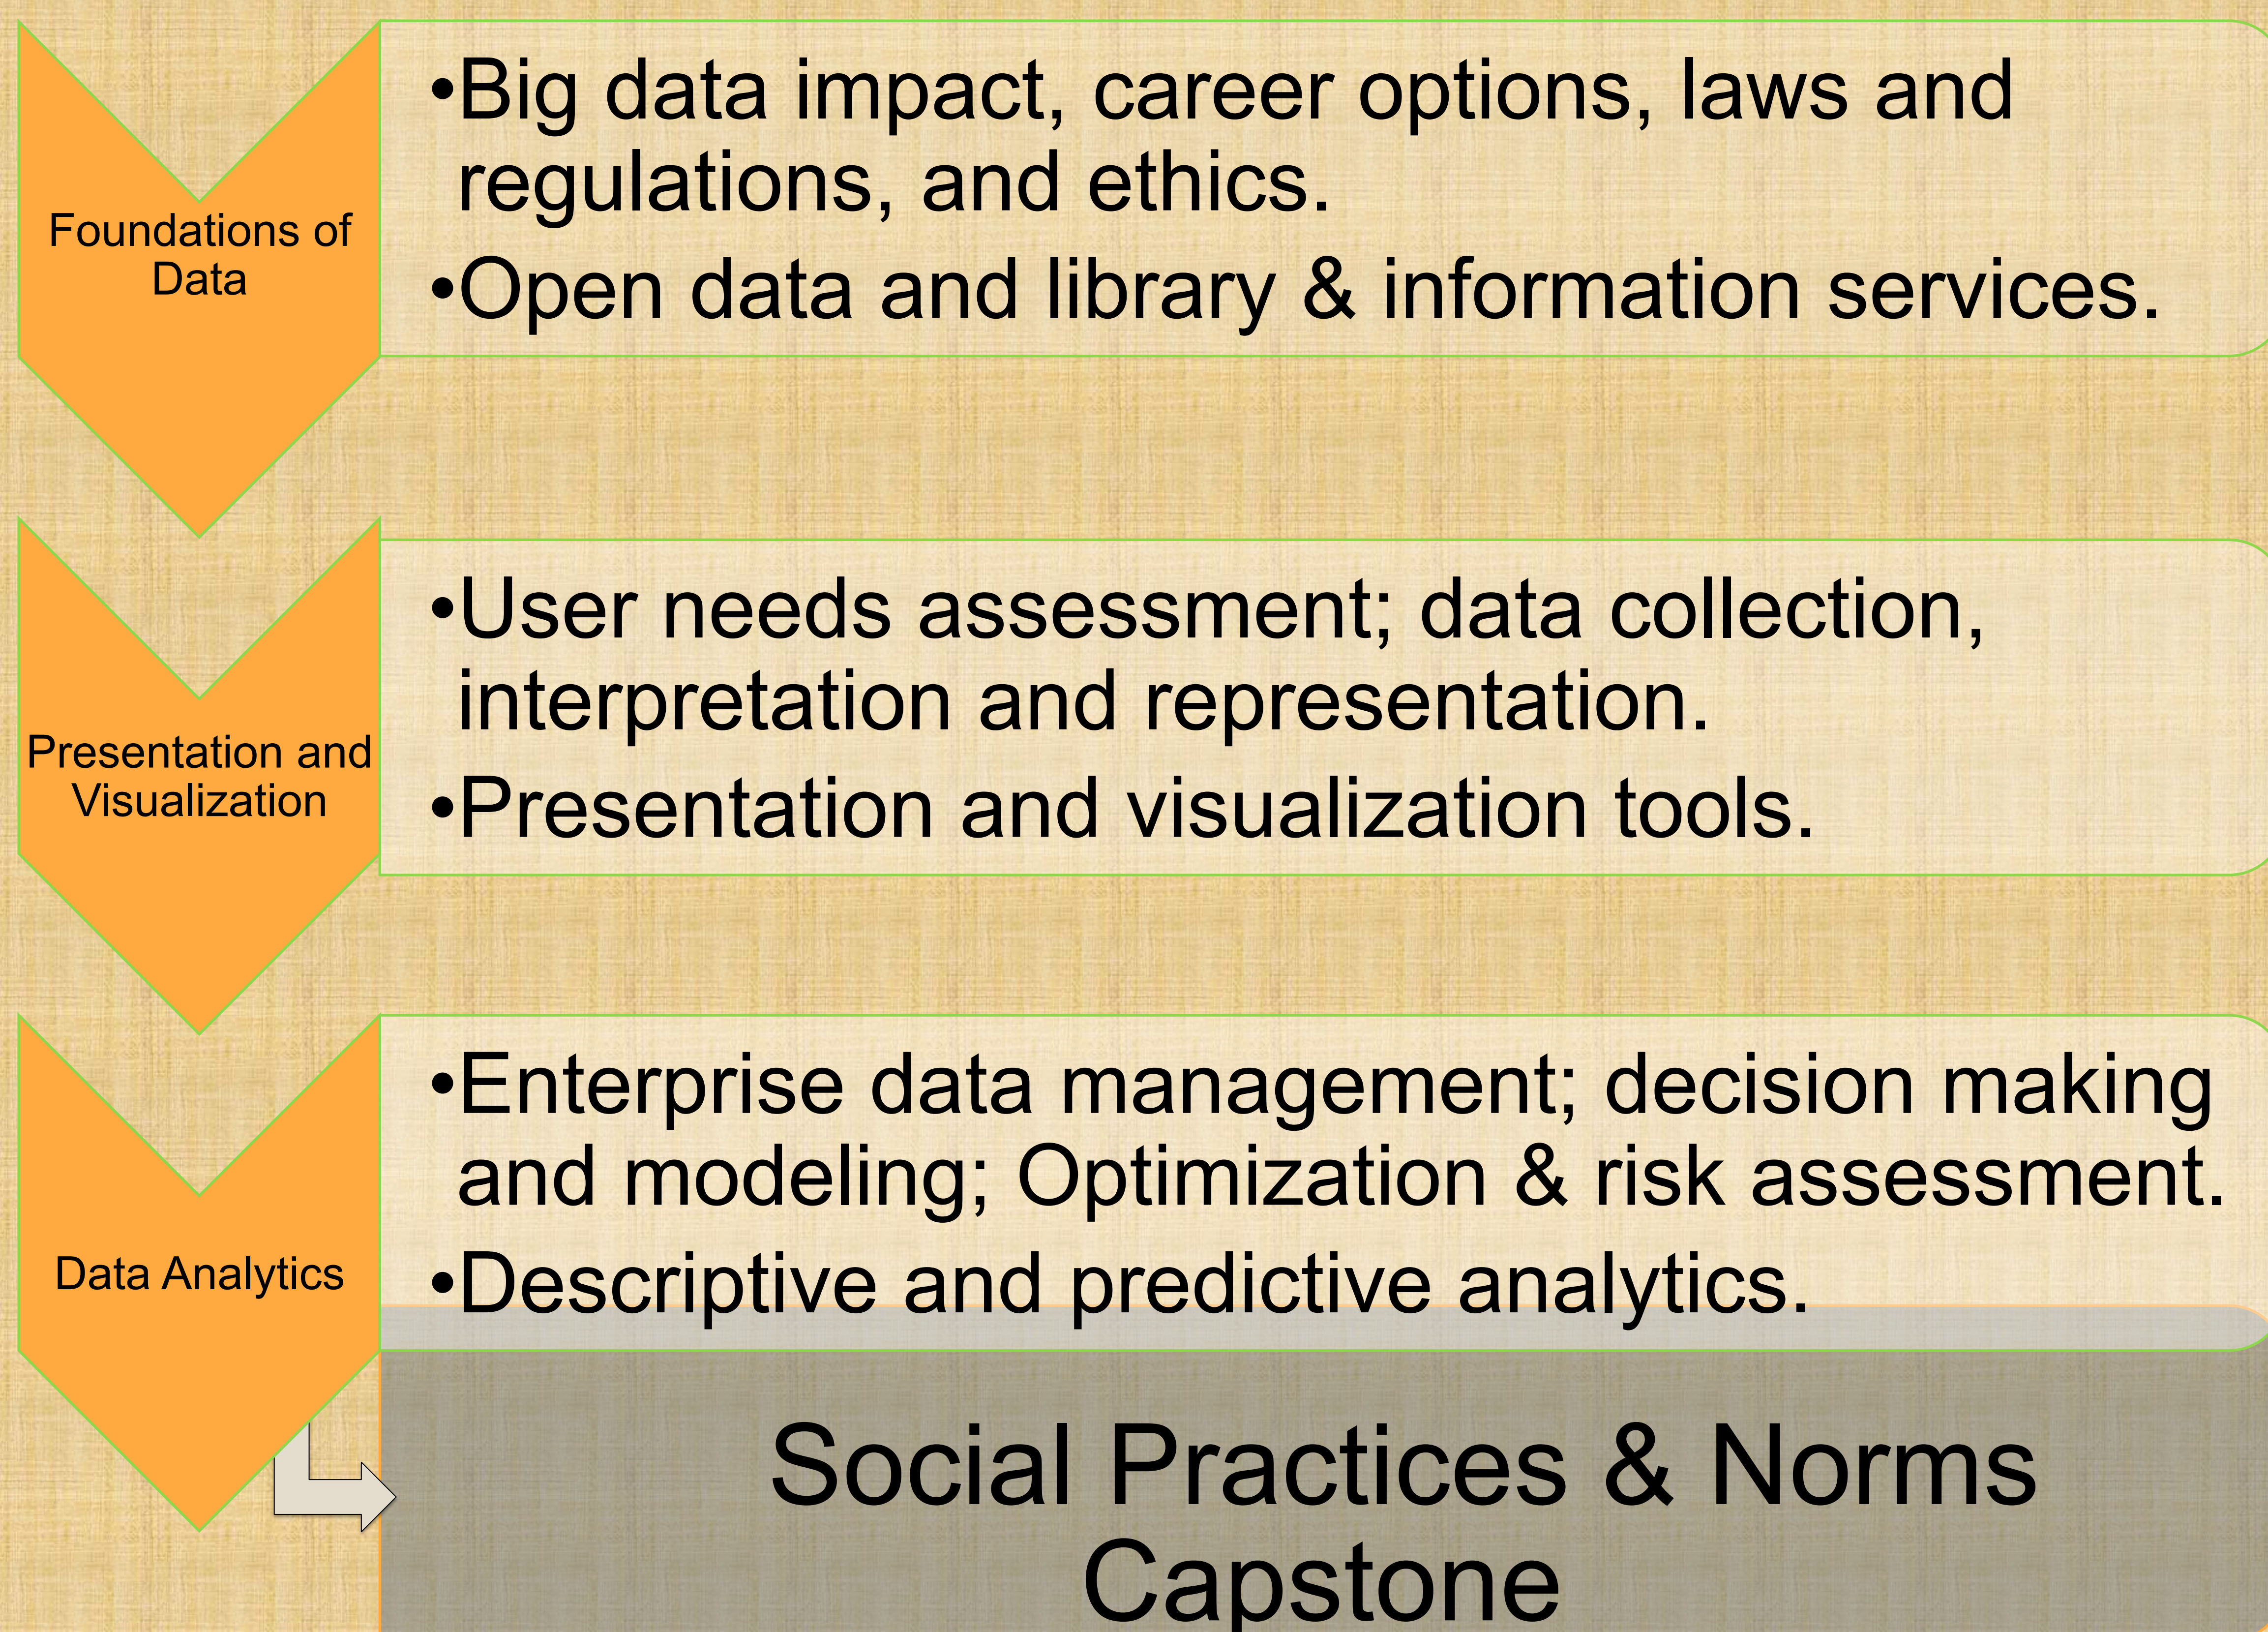 Foundations of
Data
•Big data impact, career options, laws and
regulations, and ethics.
•Open data and library & information services.
Presentation and
Visualization
•User needs assessment; data collection,
interpretation and representation.
•Presentation and visualization tools.
Data Analytics
•Enterprise data management; decision making
and modeling; Optimization & risk assessment.
•Descriptive and predictive analytics.
Social Practices & Norms
Capstone